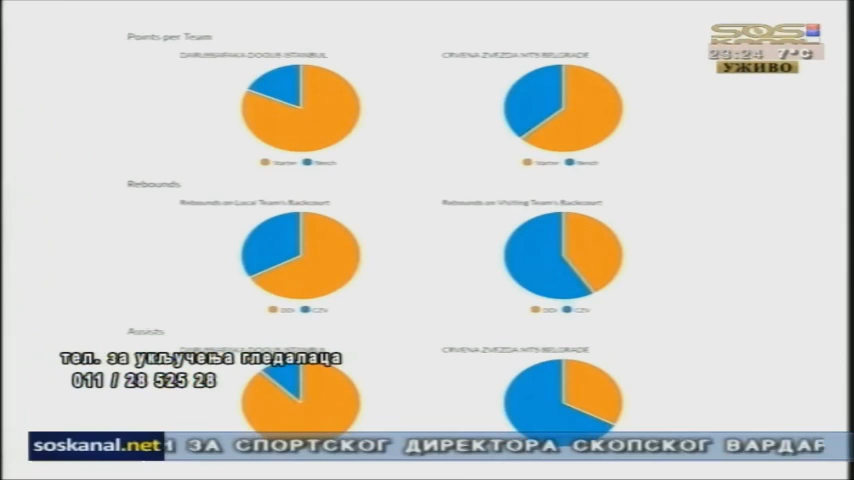 Points per Team
SOS
KANAL
23:24 7°C
УЖИВО
DARUSSAFAKA DOGUS ISTANBUL
CRVENA ZVEZDA MTS BELGRADE
Starter Bench
Starter Bench
Rebounds
Rebounds on Local Team's Backcourt
Rebounds on Visiting Team's Backcourt
DDI CZV
DDI CZV
Assists
CRVENA ZVEZDA MTS BELGRADE
тел. за укључења гледалаца
011 / 28 525 28
soskanal.net
ЗА СПОРТСКОГ ДИРЕКТОРА СКОПСКОГ ВАРДАР